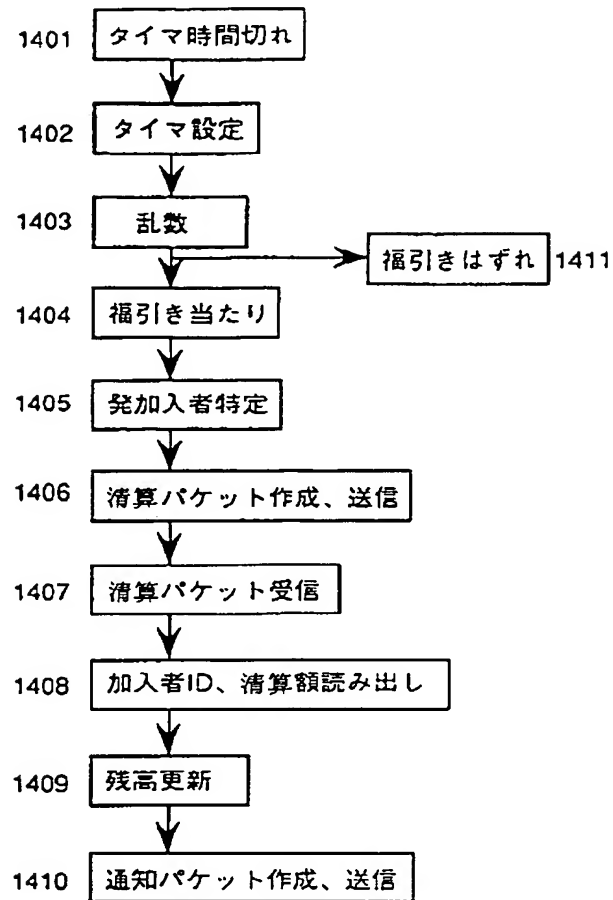 1401 タイマ時間切れ
1402 タイマ設定
1403 乱数
福引きはずれ 1411
1404 福引き当たり
1405 発加入者特定
1406 清算パケット作成、送信
1407 清算パケット受信
1408 加入者ID、清算額読み出し
1409 残高更新
1410 通知パケット作成、送信